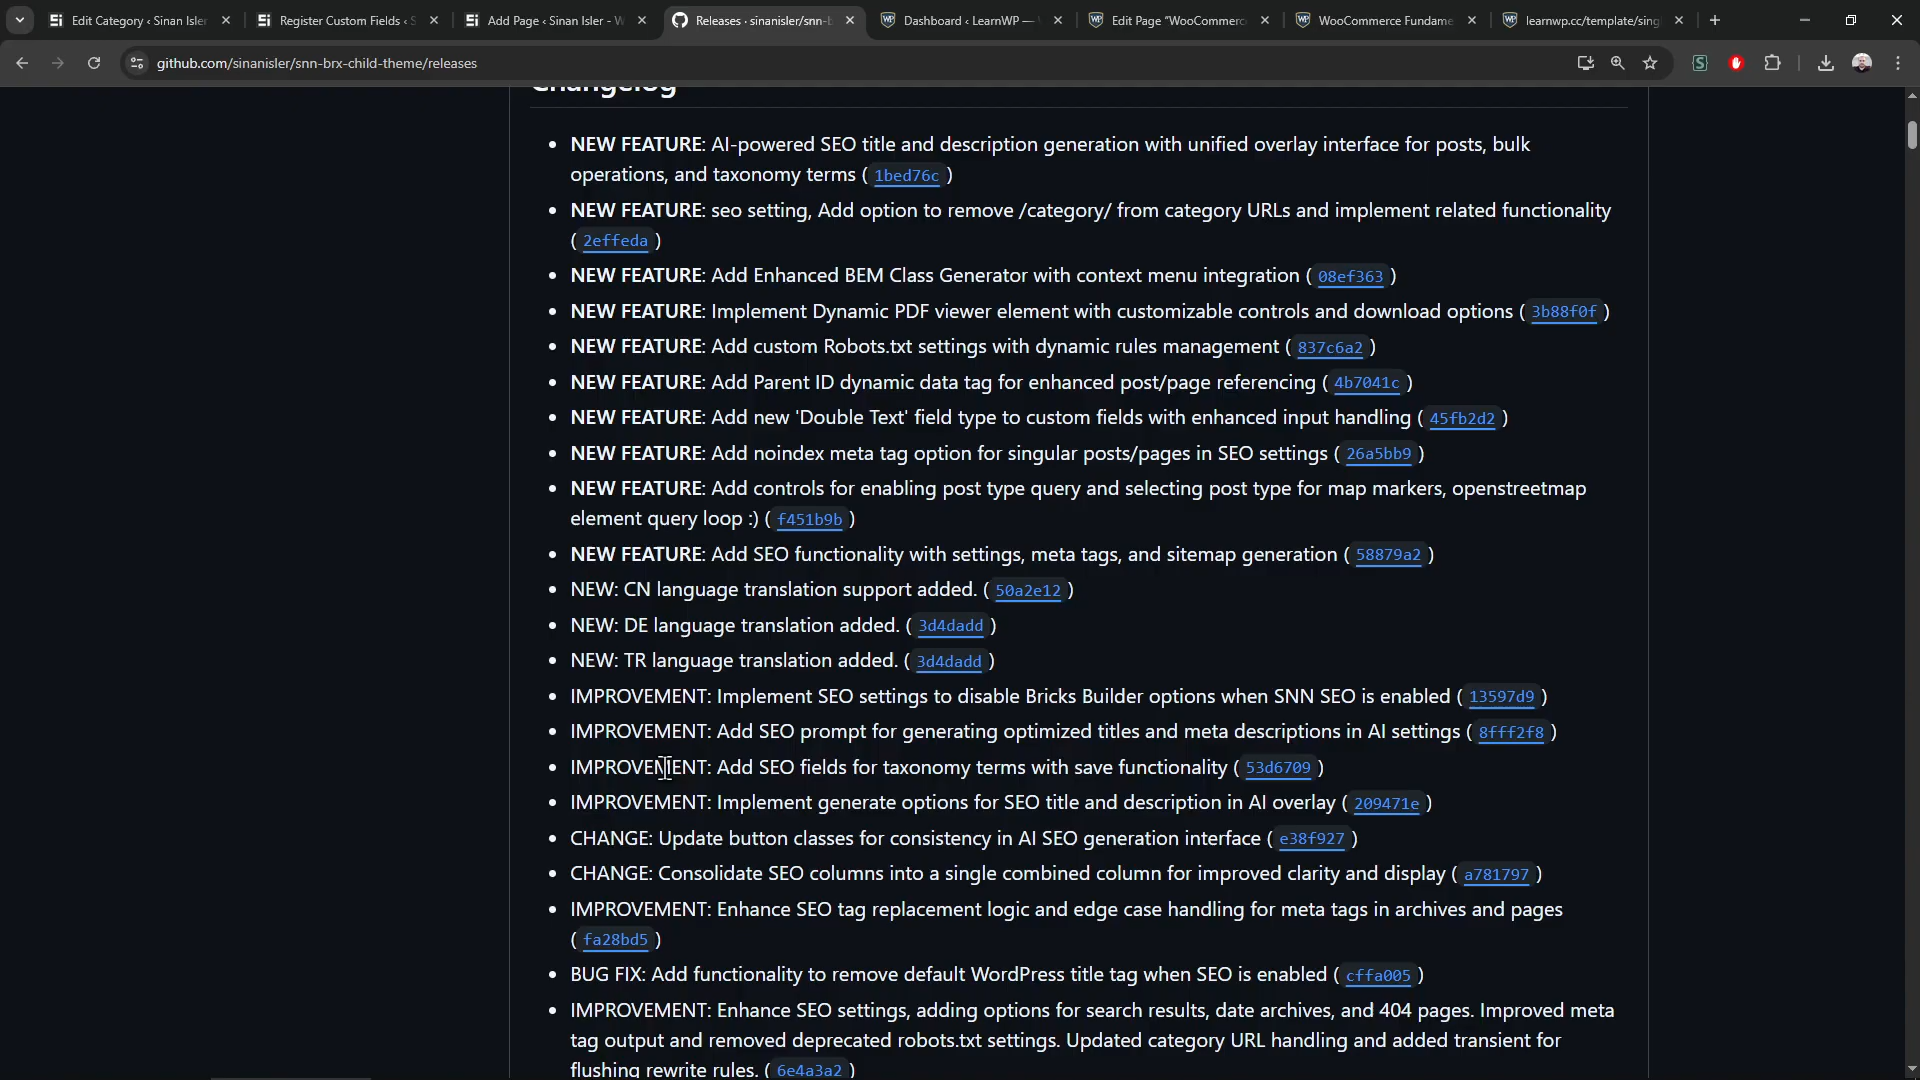 Edit Category ‹ Sinan Isler
Register Custom Fields ‹ S
Add Page ‹ Sinan Isler - W
Releases · sinanisler/snn-b
Dashboard ‹ LearnWP —
Edit Page "WooCommerc
WooCommerce Fundame
learnwp.cc/template/sing
github.com/sinanisler/snn-brx-child-theme/releases
Changelog
• NEW FEATURE: AI-powered SEO title and description generation with unified overlay interface for posts, bulk
operations, and taxonomy terms ( 1bed76c )
• NEW FEATURE: seo setting, Add option to remove /category/ from category URLs and implement related functionality
( 2effeda )
• NEW FEATURE: Add Enhanced BEM Class Generator with context menu integration ( 08ef363 )
• NEW FEATURE: Implement Dynamic PDF viewer element with customizable controls and download options ( 3b88f0f )
• NEW FEATURE: Add custom Robots.txt settings with dynamic rules management ( 837c6a2 )
• NEW FEATURE: Add Parent ID dynamic data tag for enhanced post/page referencing ( 4b7041c )
• NEW FEATURE: Add new 'Double Text' field type to custom fields with enhanced input handling ( 45fb2d2 )
• NEW FEATURE: Add noindex meta tag option for singular posts/pages in SEO settings ( 26a5bb9 )
• NEW FEATURE: Add controls for enabling post type query and selecting post type for map markers, openstreetmap
element query loop :) ( f451b9b )
• NEW FEATURE: Add SEO functionality with settings, meta tags, and sitemap generation ( 58879a2 )
• NEW: CN language translation support added. ( 50a2e12 )
• NEW: DE language translation added. ( 3d4dadd )
• NEW: TR language translation added. ( 3d4dadd )
• IMPROVEMENT: Implement SEO settings to disable Bricks Builder options when SNN SEO is enabled ( 13597d9 )
• IMPROVEMENT: Add SEO prompt for generating optimized titles and meta descriptions in AI settings ( 8fff2f8 )
• IMPROVEMENT: Add SEO fields for taxonomy terms with save functionality ( 53d6709 )
• IMPROVEMENT: Implement generate options for SEO title and description in AI overlay ( 209471e )
• CHANGE: Update button classes for consistency in AI SEO generation interface ( e38f927 )
• CHANGE: Consolidate SEO columns into a single combined column for improved clarity and display ( a781797 )
• IMPROVEMENT: Enhance SEO tag replacement logic and edge case handling for meta tags in archives and pages
( fa28bd5 )
• BUG FIX: Add functionality to remove default WordPress title tag when SEO is enabled ( cffa005 )
• IMPROVEMENT: Enhance SEO settings, adding options for search results, date archives, and 404 pages. Improved meta
tag output and removed deprecated robots.txt settings. Updated category URL handling and added transient for
flushing rewrite rules. ( 6e4a3a2 )